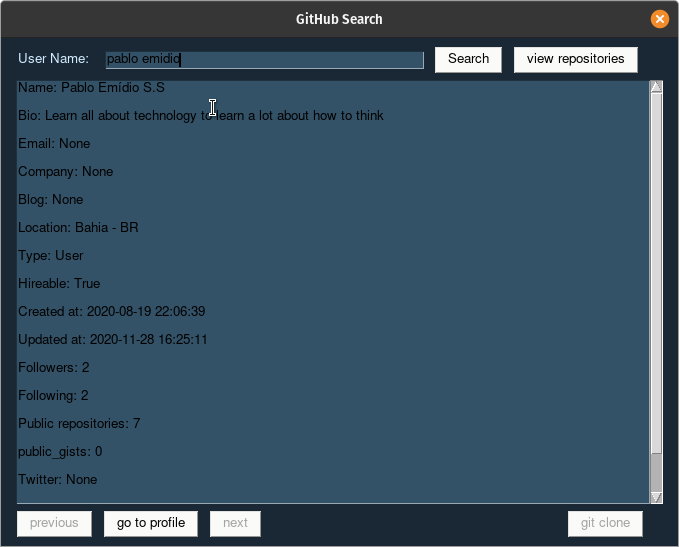 GitHub Search
User Name: pablo emidio Search view repositories
Name: Pablo Emídio S.S
Bio: Learn all about technology to learn a lot about how to think
Email: None
Company: None
Blog: None
Location: Bahia - BR
Type: User
Hireable: True
Created at: 2020-08-19 22:06:39
Updated at: 2020-11-28 16:25:11
Followers: 2
Following: 2
Public repositories: 7
public_gists: 0
Twitter: None
previous go to profile next git clone